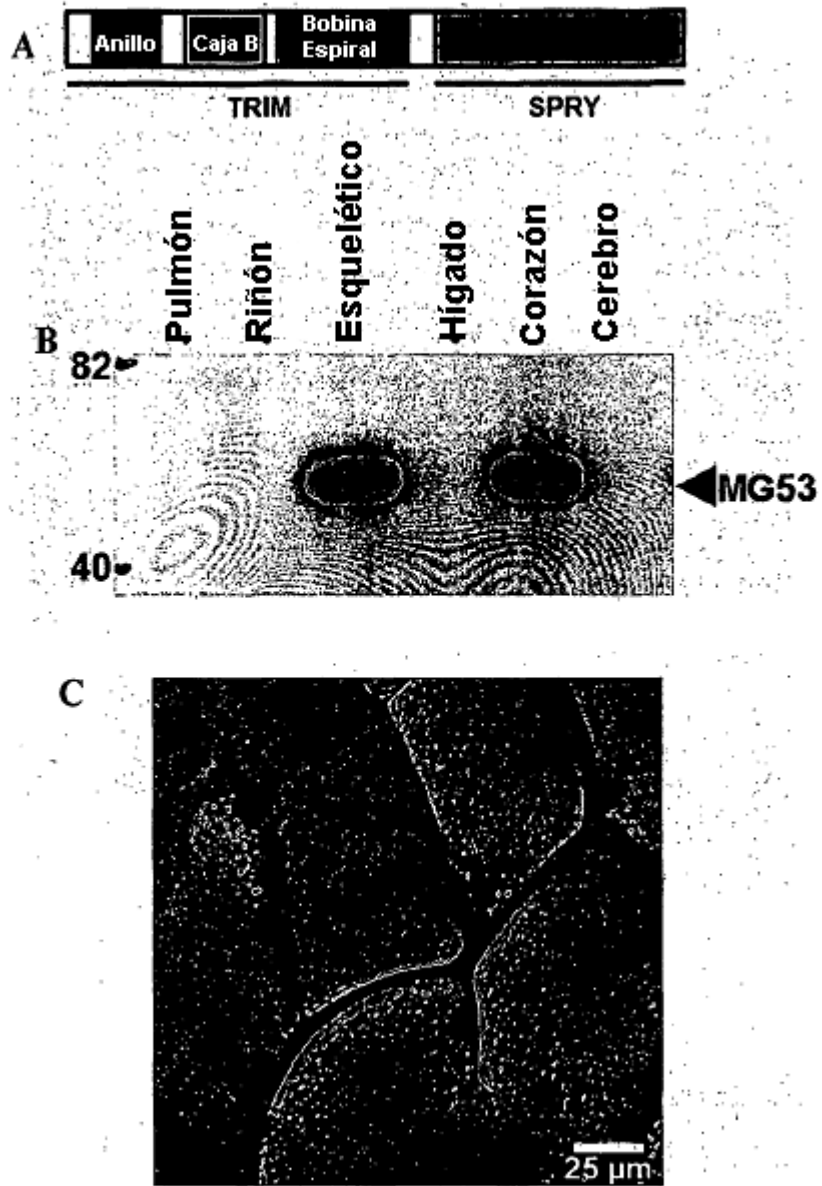 A
Anillo
Caja B
Bobina
Espiral
TRIM
SPRY
Pulmón
Riñón
Esquelético
Hígado
Corazón
Cerebro
B
82
40
MG53
C
25 μm